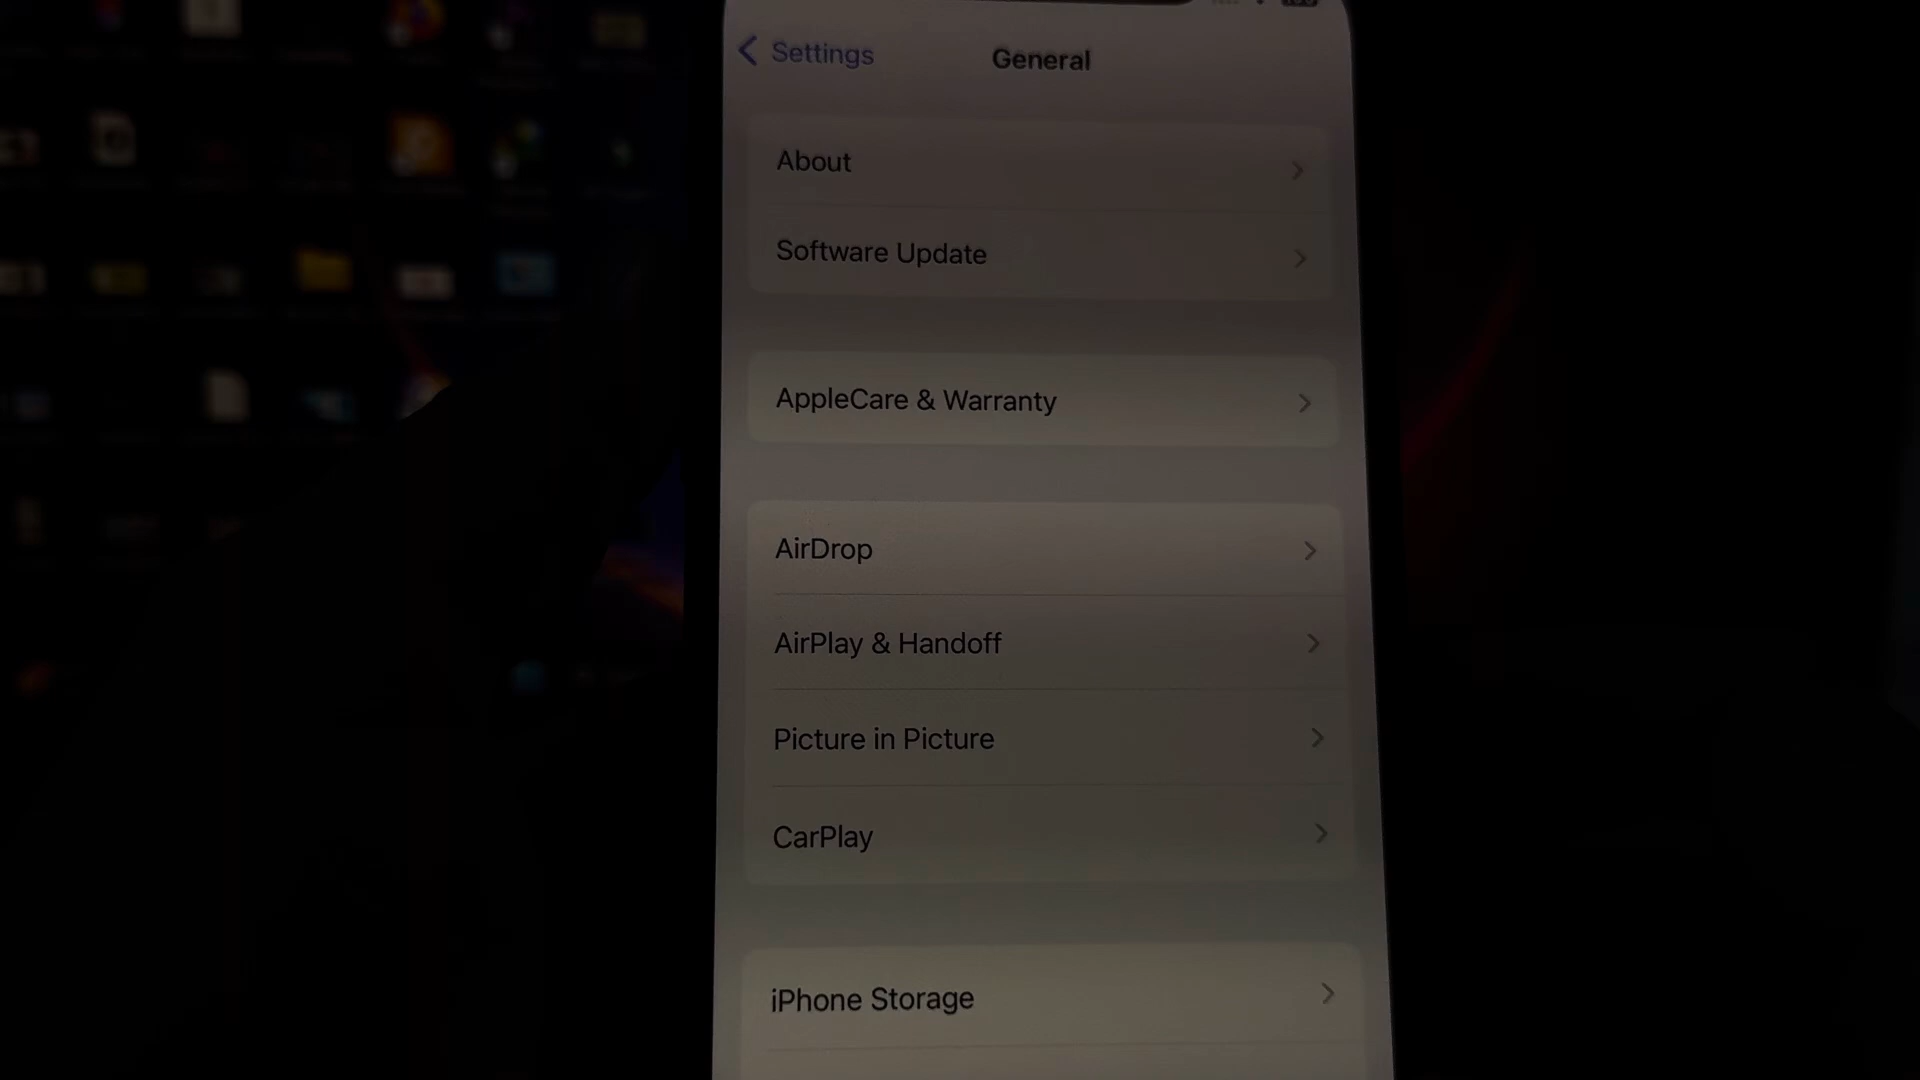 Settings
General
About
Software Update
AppleCare & Warranty
AirDrop
AirPlay & Handoff
Picture in Picture
CarPlay
iPhone Storage